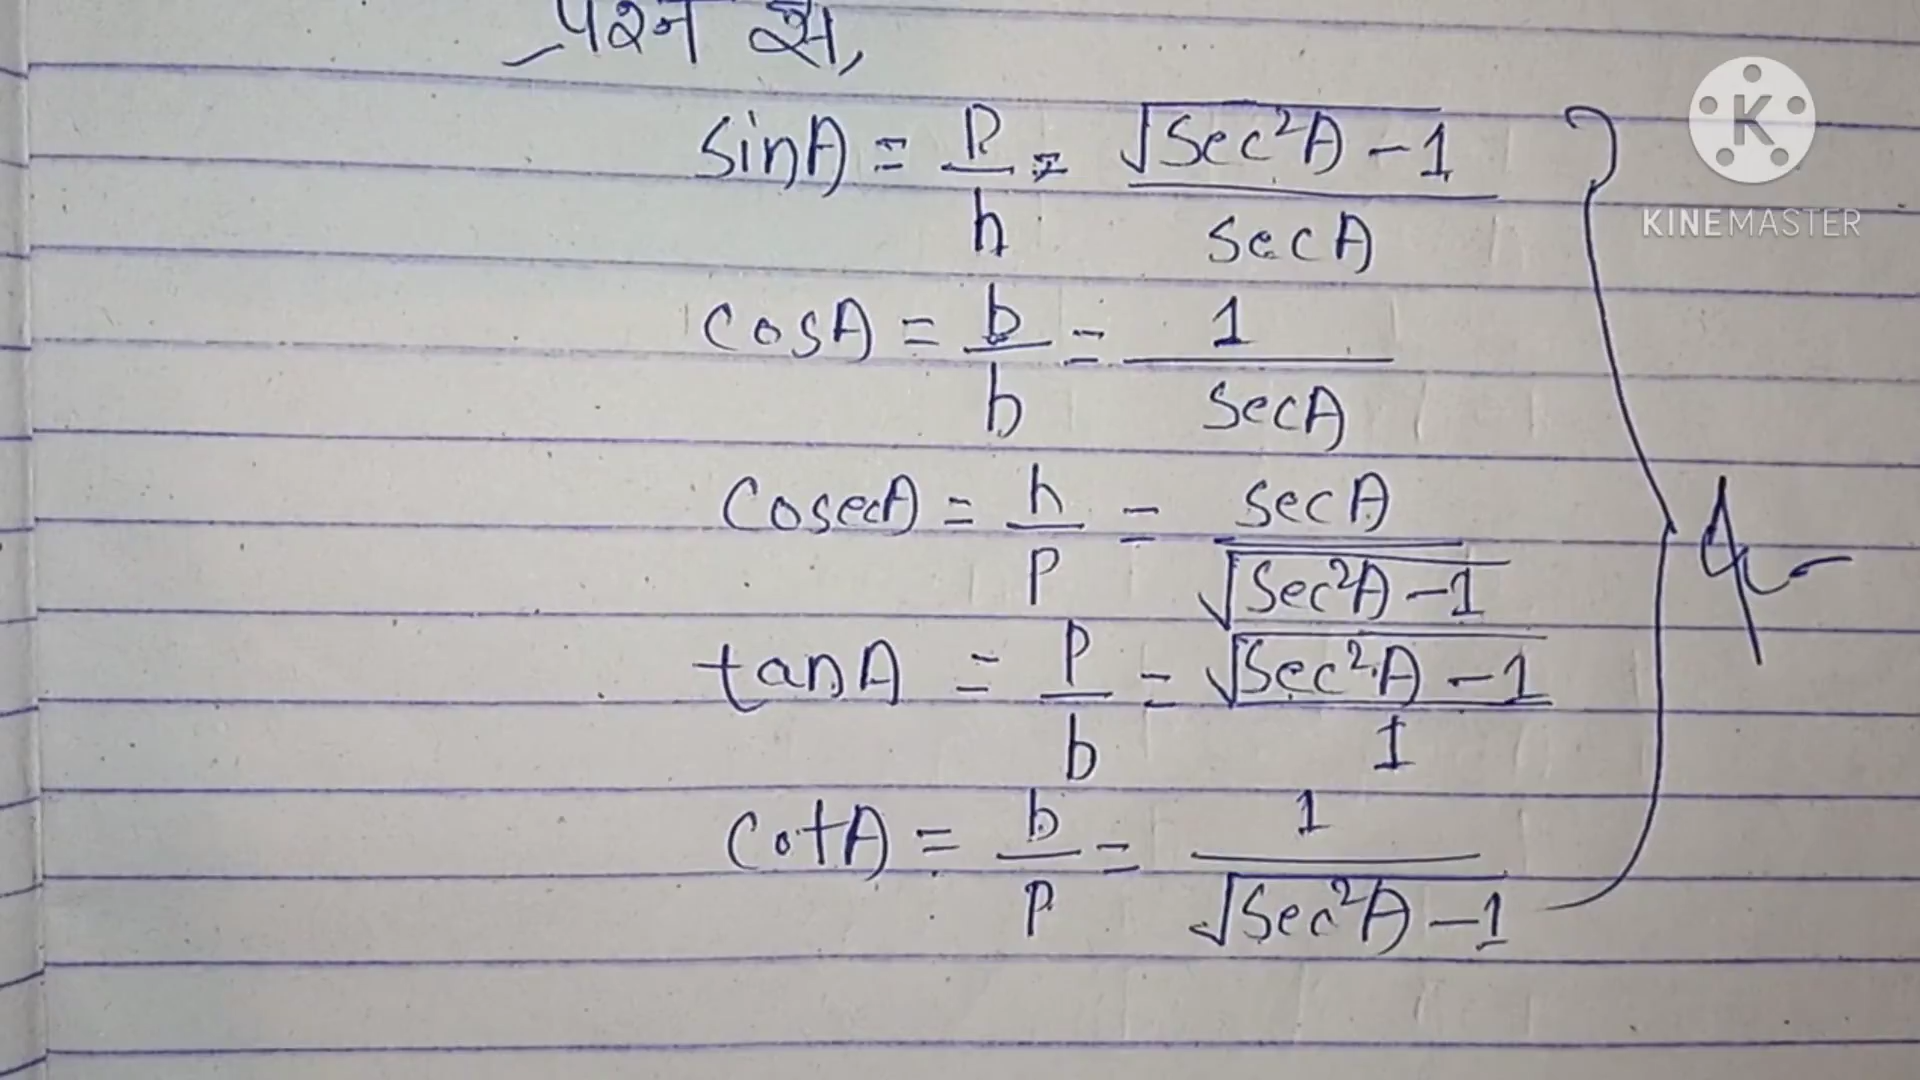 प्रश्न से,
sinA = P/h = √Sec²A - 1 / secA
KINEMASTER
cosA = b/h = 1/secA
cosecA = h/P = secA / √Sec²A - 1
tanA = P/b = √Sec²A - 1 / 1
cotA = b/P = 1 / √Sec²A - 1